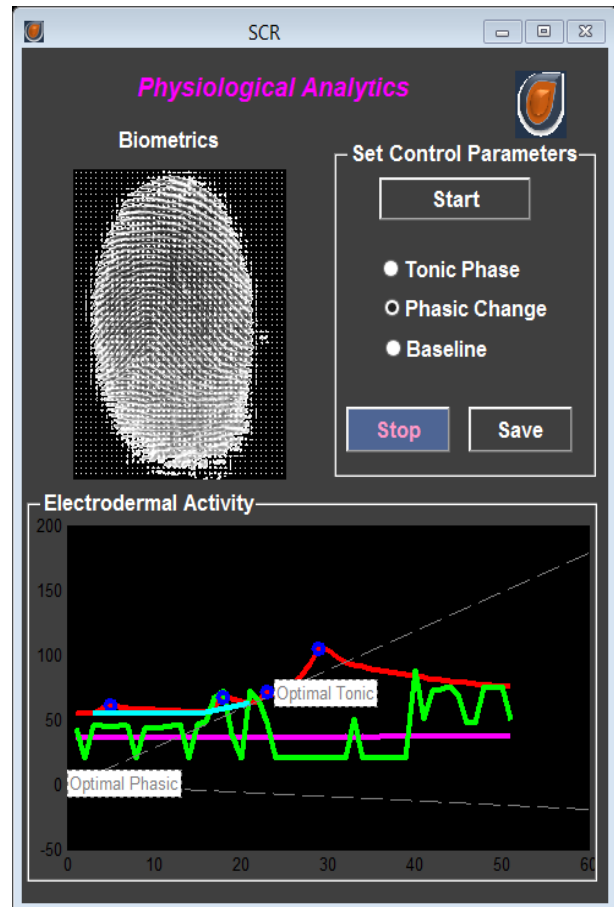 SCR
Physiological Analytics
Biometrics
Set Control Parameters
Start
Tonic Phase
Phasic Change
Baseline
Stop
Save
Electrodermal Activity
200
150
100
50
0
-50
Optimal Tonic
Optimal Phasic
0 10 20 30 40 50 60